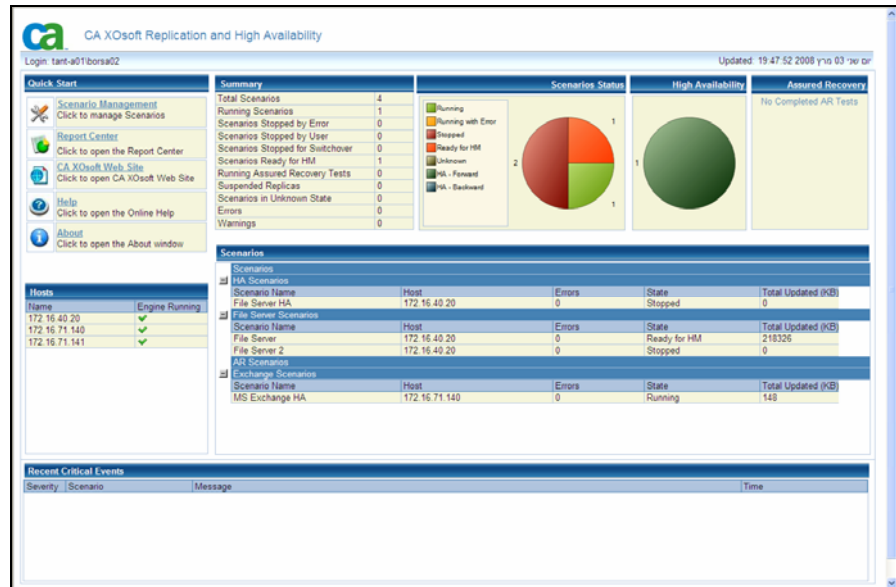 ca
CA XOsoft Replication and High Availability
Login: tant-a01\borsa02
Updated: 19:47:52 2008 יום שני 03 מרץ
Quick Start
Scenario Management
Click to manage Scenarios
Report Center
Click to open the Report Center
CA XOsoft Web Site
Click to open CA XOsoft Web Site
Help
Click to open the Online Help
About
Click to open the About window
Summary
Total Scenarios 4
Running Scenarios 1
Scenarios Stopped by Error 0
Scenarios Stopped by User 0
Scenarios Stopped for Switchover 0
Scenarios Ready for HM 1
Running Assured Recovery Tests 0
Suspended Replicas 0
Scenarios in Unknown State 0
Errors 0
Warnings 0
Scenarios Status
Running
Running with Error
Stopped
Ready for HM
Unknown
HA - Forward
HA - Backward
1
2
1
High Availability
1
Assured Recovery
No Completed AR Tests
Hosts
Name Engine Running
172.16.40.20
172.16.71.140
172.16.71.141
Scenarios
Scenarios
HA Scenarios
Scenario Name Host Errors State Total Updated (KB)
File Server HA 172.16.40.20 0 Stopped 0
File Server Scenarios
Scenario Name Host Errors State Total Updated (KB)
File Server 172.16.40.20 0 Ready for HM 218326
File Server 2 172.16.40.20 0 Stopped 0
AR Scenarios
Exchange Scenarios
Scenario Name Host Errors State Total Updated (KB)
MS Exchange HA 172.16.71.140 0 Running 148
Recent Critical Events
Severity Scenario Message Time